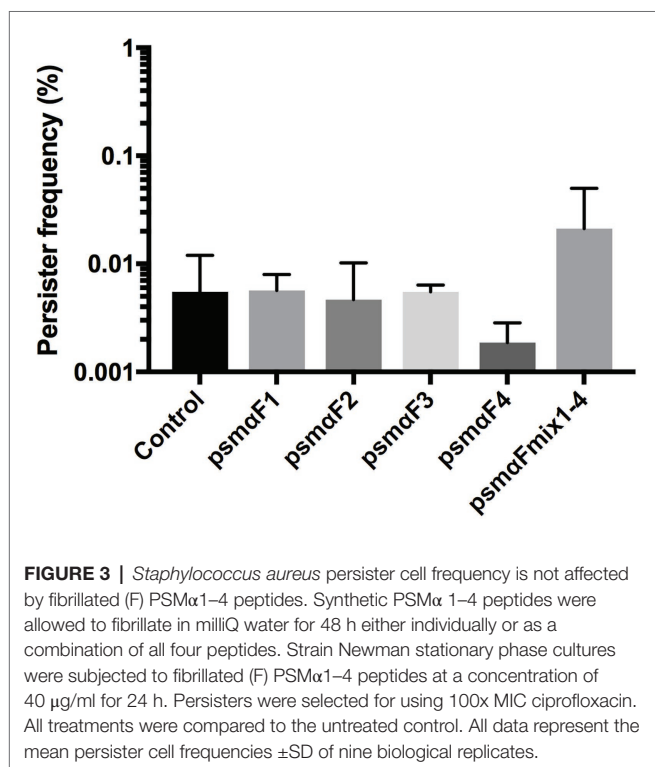 Persister frequency (%)
1
0.1
0.01
0.001
Control
psmαF1
psmαF2
psmαF3
psmαF4
psmαFmix1-4
FIGURE 3 | Staphylococcus aureus persister cell frequency is not affected
by fibrillated (F) PSMα1–4 peptides. Synthetic PSMα 1–4 peptides were
allowed to fibrillate in milliQ water for 48 h either individually or as a
combination of all four peptides. Strain Newman stationary phase cultures
were subjected to fibrillated (F) PSMα1–4 peptides at a concentration of
40 μg/ml for 24 h. Persisters were selected for using 100x MIC ciprofloxacin.
All treatments were compared to the untreated control. All data represent the
mean persister cell frequencies ±SD of nine biological replicates.